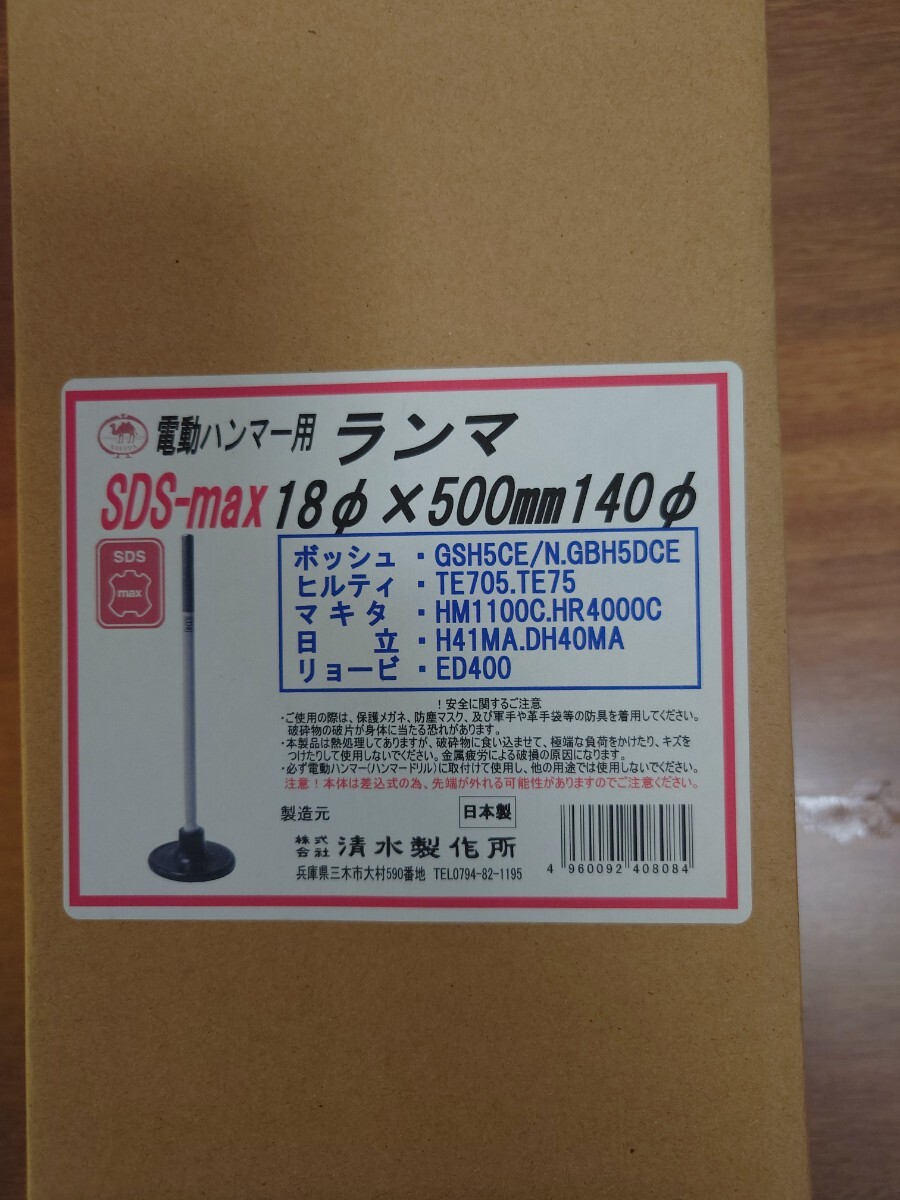 電動ハンマー用 ランマ
SDS-max 18φ×500mm 140φ
SDS
max
ボッシュ ・ GSH5CE/N.GBH5DCE
ヒルティ ・ TE705.TE75
マキタ ・ HM1100C.HR4000C
日立 ・ H41MA.DH40MA
リョービ ・ ED400
！安全に関するご注意
・ご使用の際は、保護メガネ、防塵マスク、及び軍手や革手袋等の防具を着用してください。
破砕物の破片が身体に当たる恐れがあります。
・本製品は熱処理してありますが、破砕物に食い込ませて、極端な負荷をかけたり、キズを
つけたりして使用しないでください。金属疲労による破損の原因になります。
・必ず電動ハンマー(ハンマードリル)に取付けて使用し、他の用途では使用しないでください。
注意！本体は差込式の為、先端が外れる可能性がありますのでご注意ください。
製造元 日本製
株式会社 清水製作所
兵庫県三木市大村590番地 TEL0794-82-1195
4 960092 408084